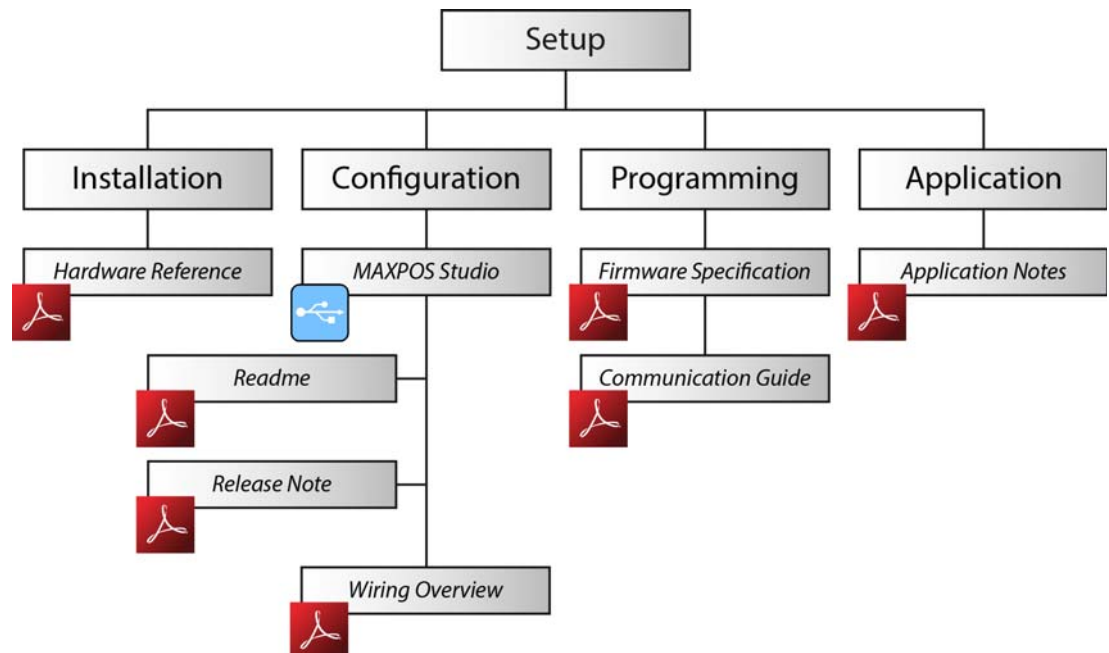 Setup
Installation
Configuration
Programming
Application
Hardware Reference
MAXPOS Studio
Firmware Specification
Application Notes
Readme
Communication Guide
Release Note
Wiring Overview